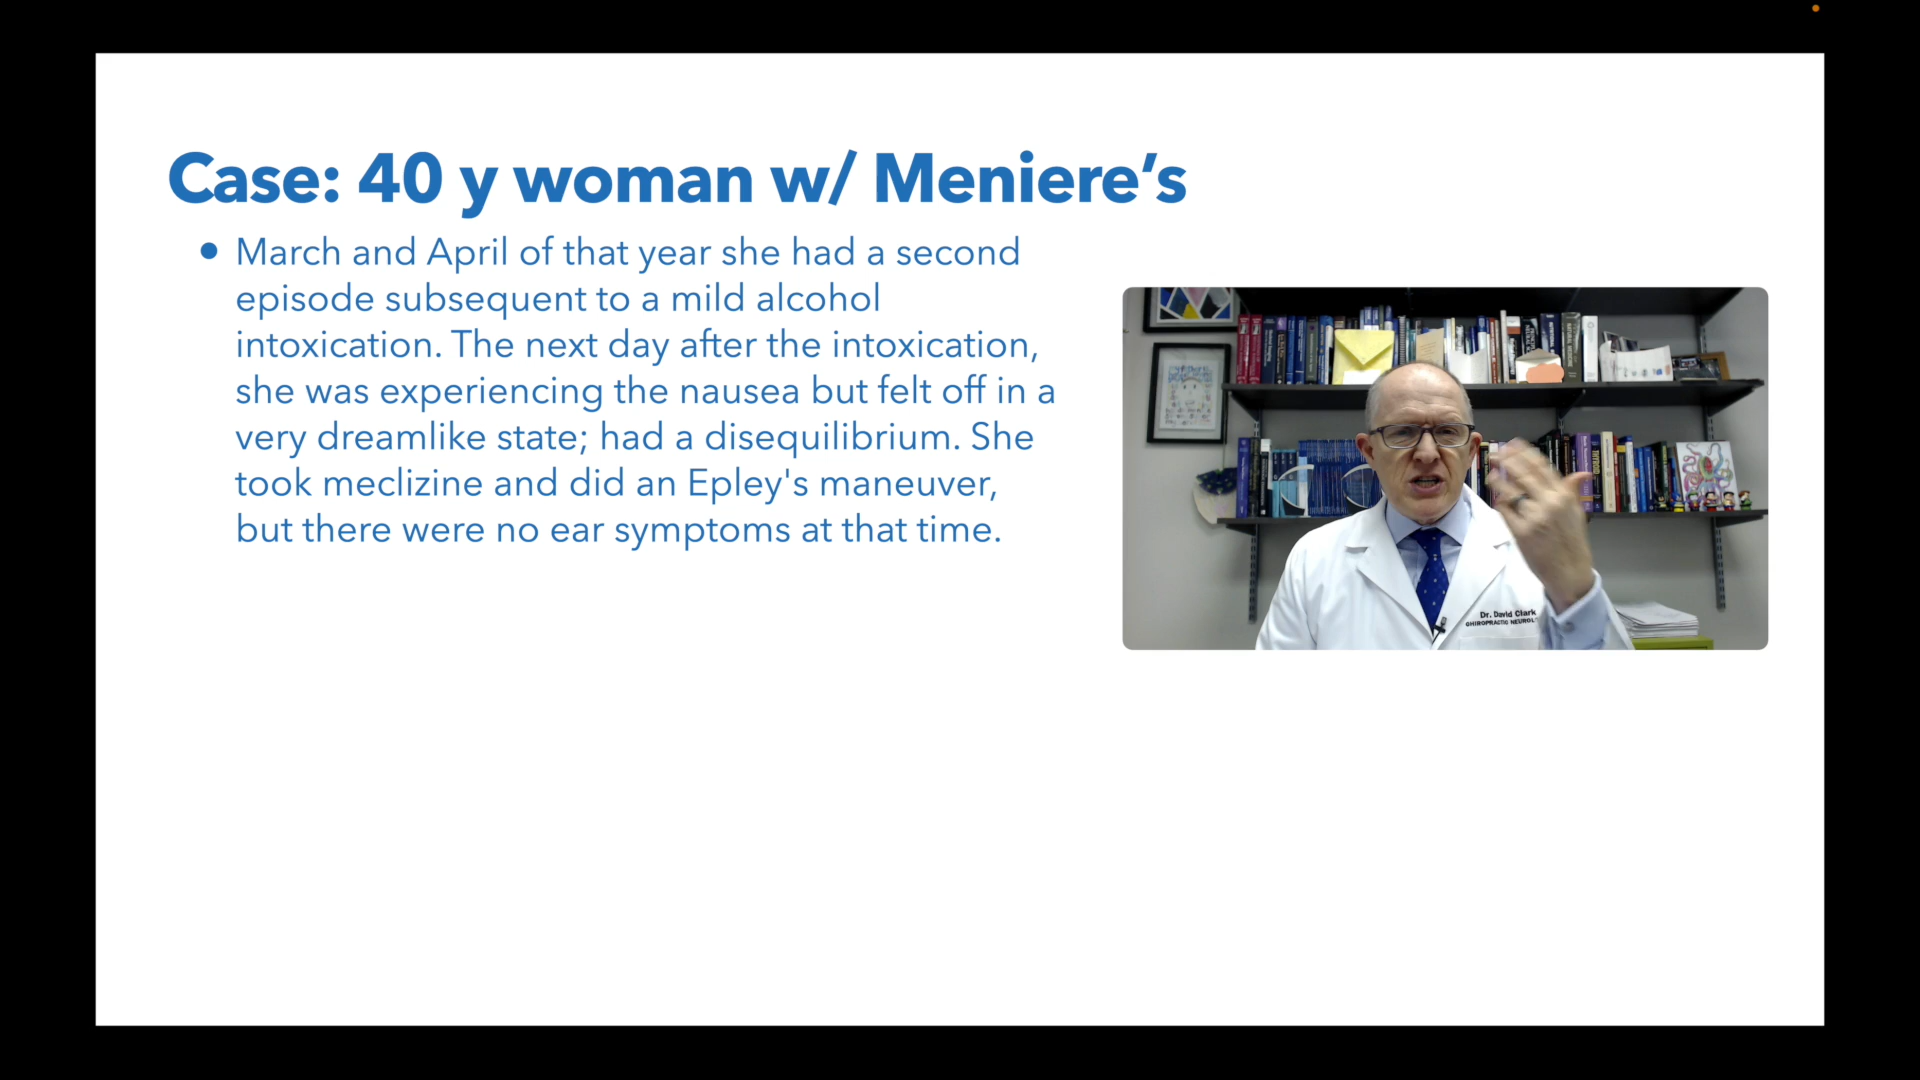 Case: 40 y woman w/ Meniere’s
• March and April of that year she had a second
episode subsequent to a mild alcohol
intoxication. The next day after the intoxication,
she was experiencing the nausea but felt off in a
very dreamlike state; had a disequilibrium. She
took meclizine and did an Epley's maneuver,
but there were no ear symptoms at that time.
Dr. David Clark
CHIROPRACTIC NEUROL